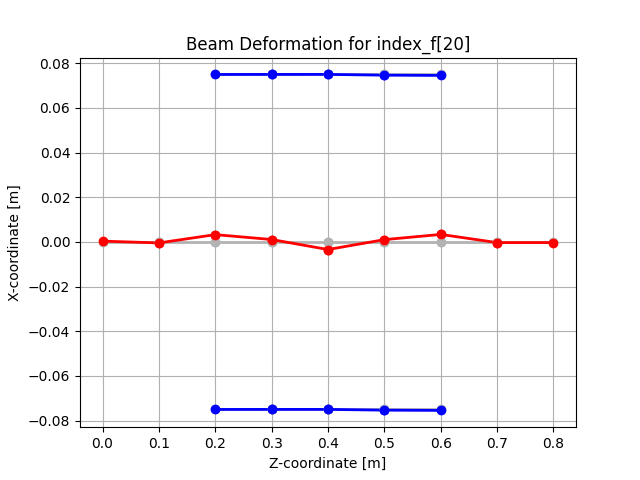 Beam Deformation for index_f[20]
0.08
0.06
0.04
0.02
0.00
−0.02
−0.04
−0.06
−0.08
X-coordinate [m]
0.0 0.1 0.2 0.3 0.4 0.5 0.6 0.7 0.8
Z-coordinate [m]